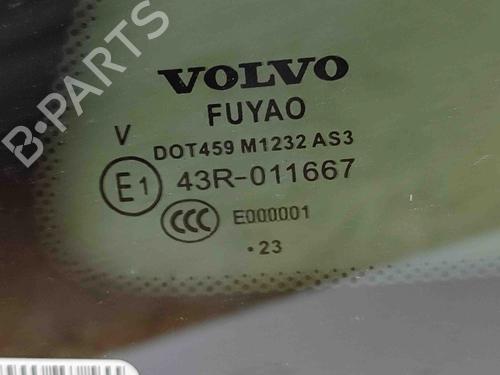 B-PARTS
VOLVO
FUYAO
V
DOT459 M1232 AS3
E1 43R-011667
CCC E000001
·23